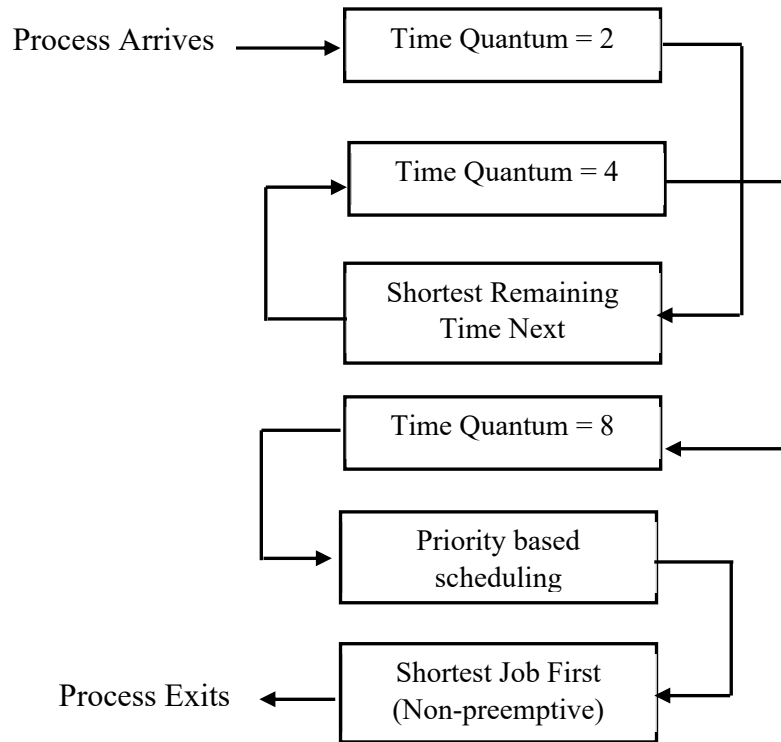 Process Arrives
Time Quantum = 2
Time Quantum = 4
Shortest Remaining
Time Next
Time Quantum = 8
Priority based
scheduling
Shortest Job First
(Non-preemptive)
Process Exits